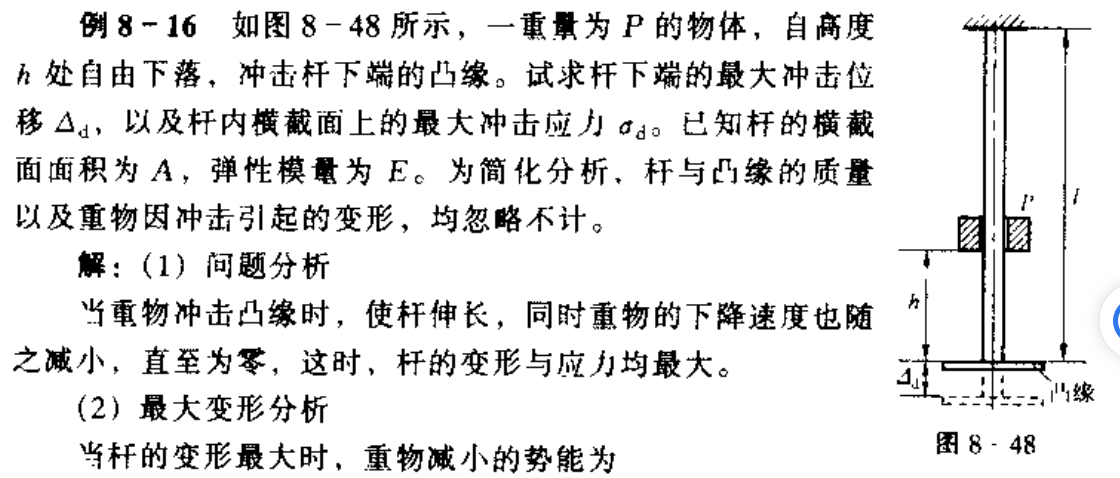 例 8-16 如图 8-48 所示，一重量为 P 的物体，自高度
h 处自由下落，冲击杆下端的凸缘。试求杆下端的最大冲击位
移 Δd，以及杆内横截面上的最大冲击应力 σd。已知杆的横截
面面积为 A，弹性模量为 E。为简化分析，杆与凸缘的质量
以及重物因冲击引起的变形，均忽略不计。
解：(1) 问题分析
当重物冲击凸缘时，使杆伸长，同时重物的下降速度也随
之减小，直至为零，这时，杆的变形与应力均最大。
(2) 最大变形分析
当杆的变形最大时，重物减小的势能为
P
l
h
Δd
凸缘
图 8-48